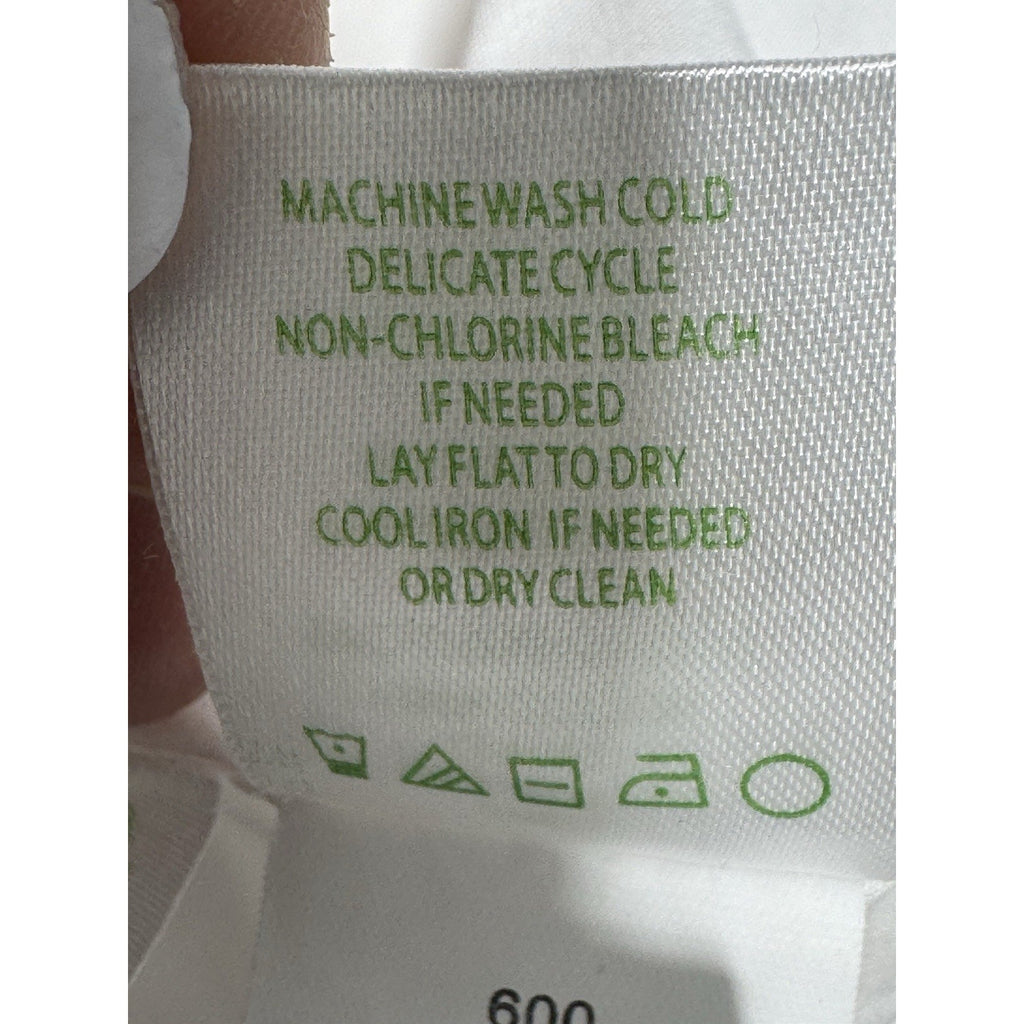 MACHINE WASH COLD
DELICATE CYCLE
NON-CHLORINE BLEACH
IF NEEDED
LAY FLAT TO DRY
COOL IRON IF NEEDED
OR DRY CLEAN
600